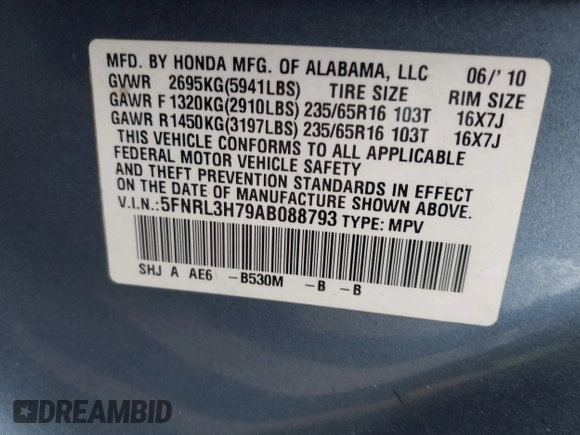 MFD. BY HONDA MFG. OF ALABAMA, LLC 06/'10
GVWR 2695KG(5941LBS) TIRE SIZE RIM SIZE
GAWR F 1320KG(2910LBS) 235/65R16 103T 16X7J
GAWR R1450KG(3197LBS) 235/65R16 103T 16X7J
THIS VEHICLE CONFORMS TO ALL APPLICABLE
FEDERAL MOTOR VEHICLE SAFETY
AND THEFT PREVENTION STANDARDS IN EFFECT
ON THE DATE OF MANUFACTURE SHOWN ABOVE.
V.I.N.:5FNRL3H79AB088793 TYPE: MPV
SHJ A AE6 -B530M -B -B
DREAMBID